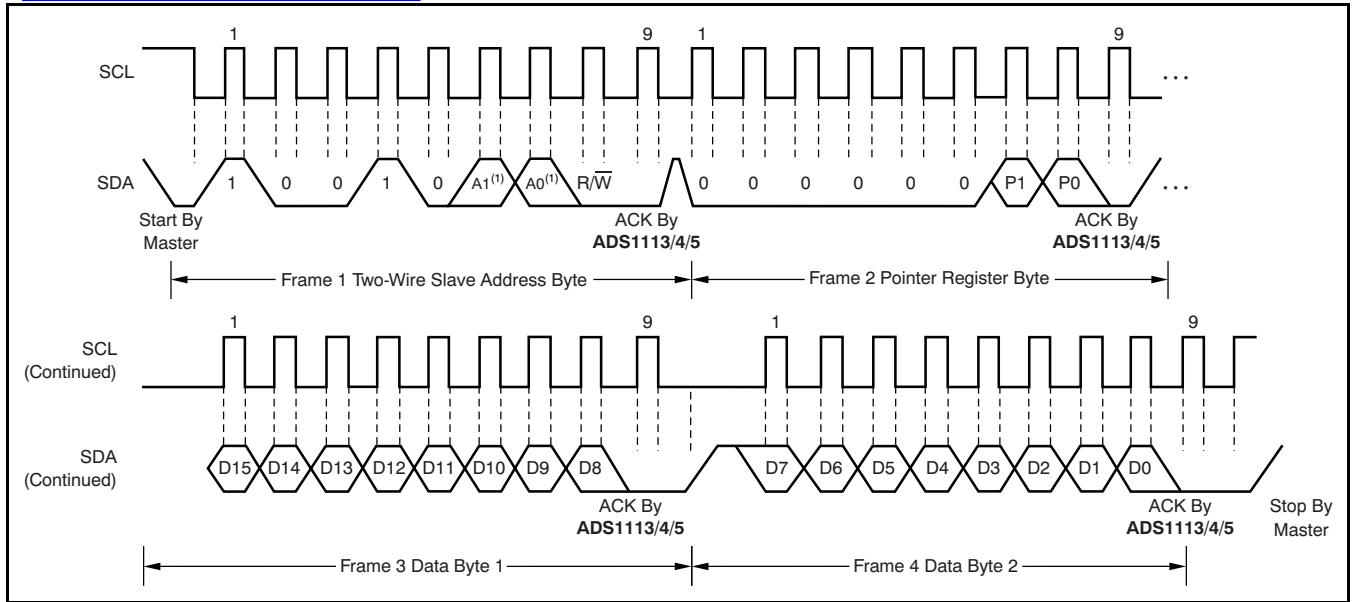 1 9 1 9
SCL ...
SDA 1 0 0 1 0 A1(1) A0(1) R/W̅ 0 0 0 0 0 0 P1 P0 ...
Start By Master
ACK By ADS1113/4/5
ACK By ADS1113/4/5
Frame 1 Two-Wire Slave Address Byte
Frame 2 Pointer Register Byte
1 9 1 9
SCL (Continued)
SDA (Continued) D15 D14 D13 D12 D11 D10 D9 D8 D7 D6 D5 D4 D3 D2 D1 D0
ACK By ADS1113/4/5
ACK By ADS1113/4/5
Stop By Master
Frame 3 Data Byte 1
Frame 4 Data Byte 2